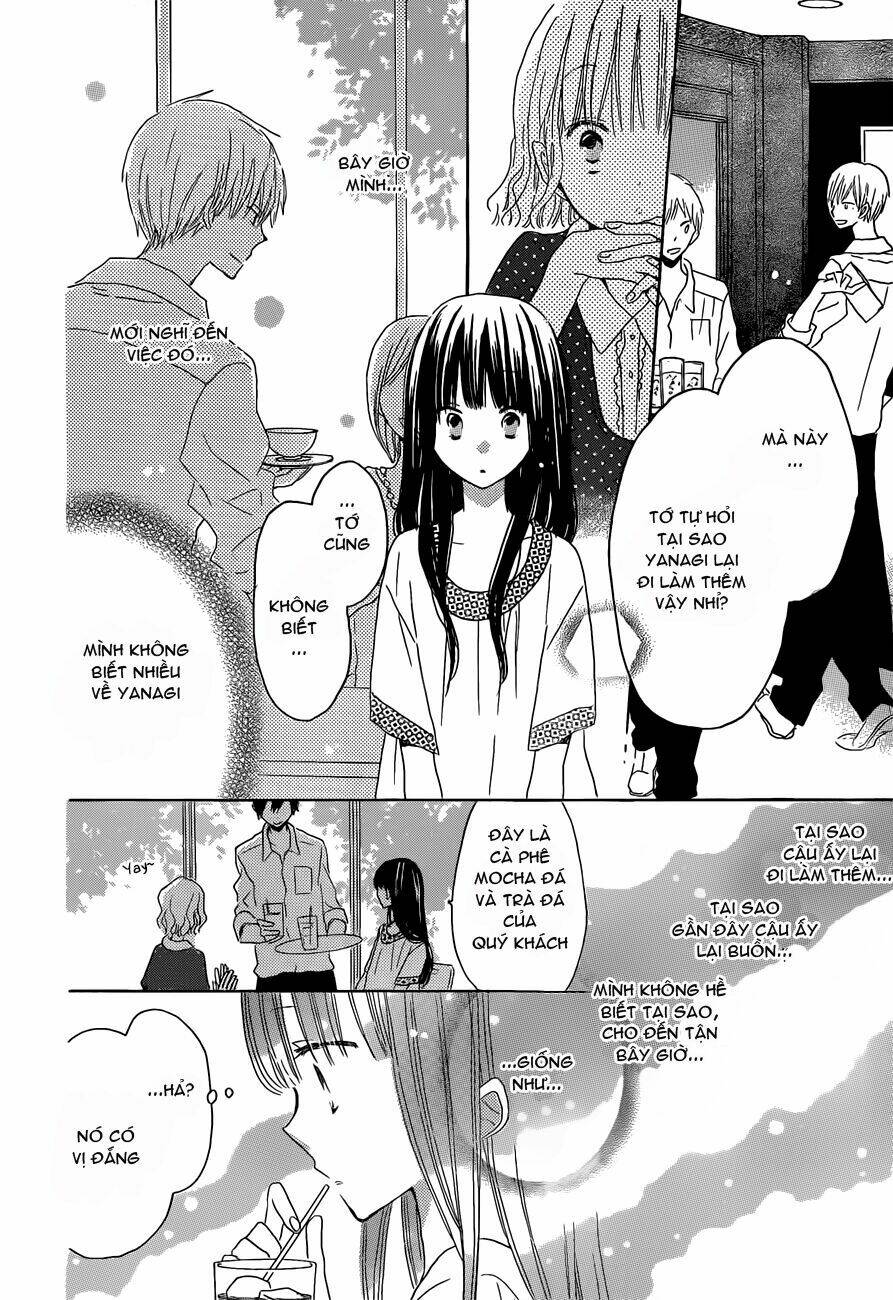 MÀ NÀY
...
TỚ TỰ HỎI
TẠI SAO
YANAGI LẠI
ĐI LÀM THÊM
VẬY NHỈ?
BÂY GIỜ
MÌNH...
MỚI NGHĨ ĐẾN
VIỆC ĐÓ...
...
TỚ
CŨNG
KHÔNG
BIẾT
...
MÌNH KHÔNG
BIẾT NHIỀU
VỀ YANAGI
Yay~
ĐÂY LÀ
CÀ PHÊ
MOCHA ĐÁ
VÀ TRÀ ĐÁ
CỦA
QUÝ KHÁCH
TẠI SAO
CẬU ẤY LẠI
ĐI LÀM THÊM...
TẠI SAO
GẦN ĐÂY CẬU ẤY
LẠI BUỒN...
MÌNH KHÔNG HỀ
BIẾT TẠI SAO,
CHO ĐẾN TẬN
BÂY GIỜ...
...GIỐNG
NHƯ...
...HẢ?
NÓ CÓ
VỊ ĐẮNG